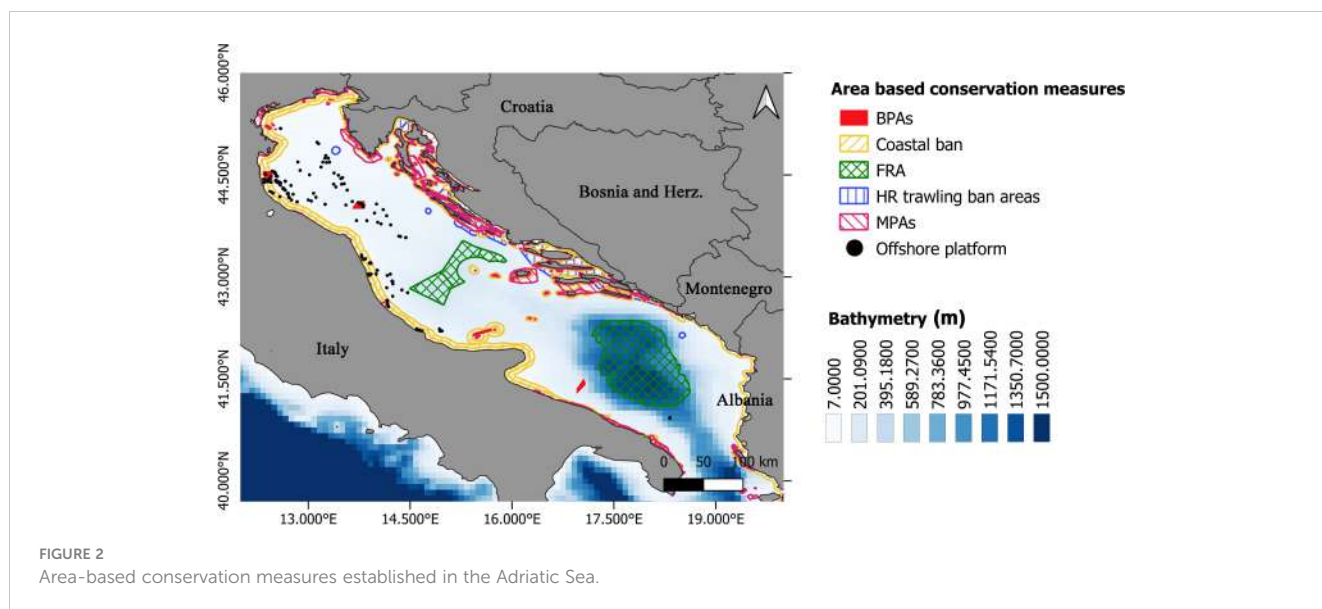 46.000°N
44.500°N
43.000°N
41.500°N
40.000°N
13.000°E
14.500°E
16.000°E
17.500°E
19.000°E
Croatia
Bosnia and Herz.
Montenegro
Italy
Albania
0 50 100 km
Area based conservation measures
BPAs
Coastal ban
FRA
HR trawling ban areas
MPAs
Offshore platform
Bathymetry (m)
7.0000
201.0900
395.1800
589.2700
783.3600
977.4500
1171.5400
1350.7000
1500.0000
FIGURE 2
Area-based conservation measures established in the Adriatic Sea.